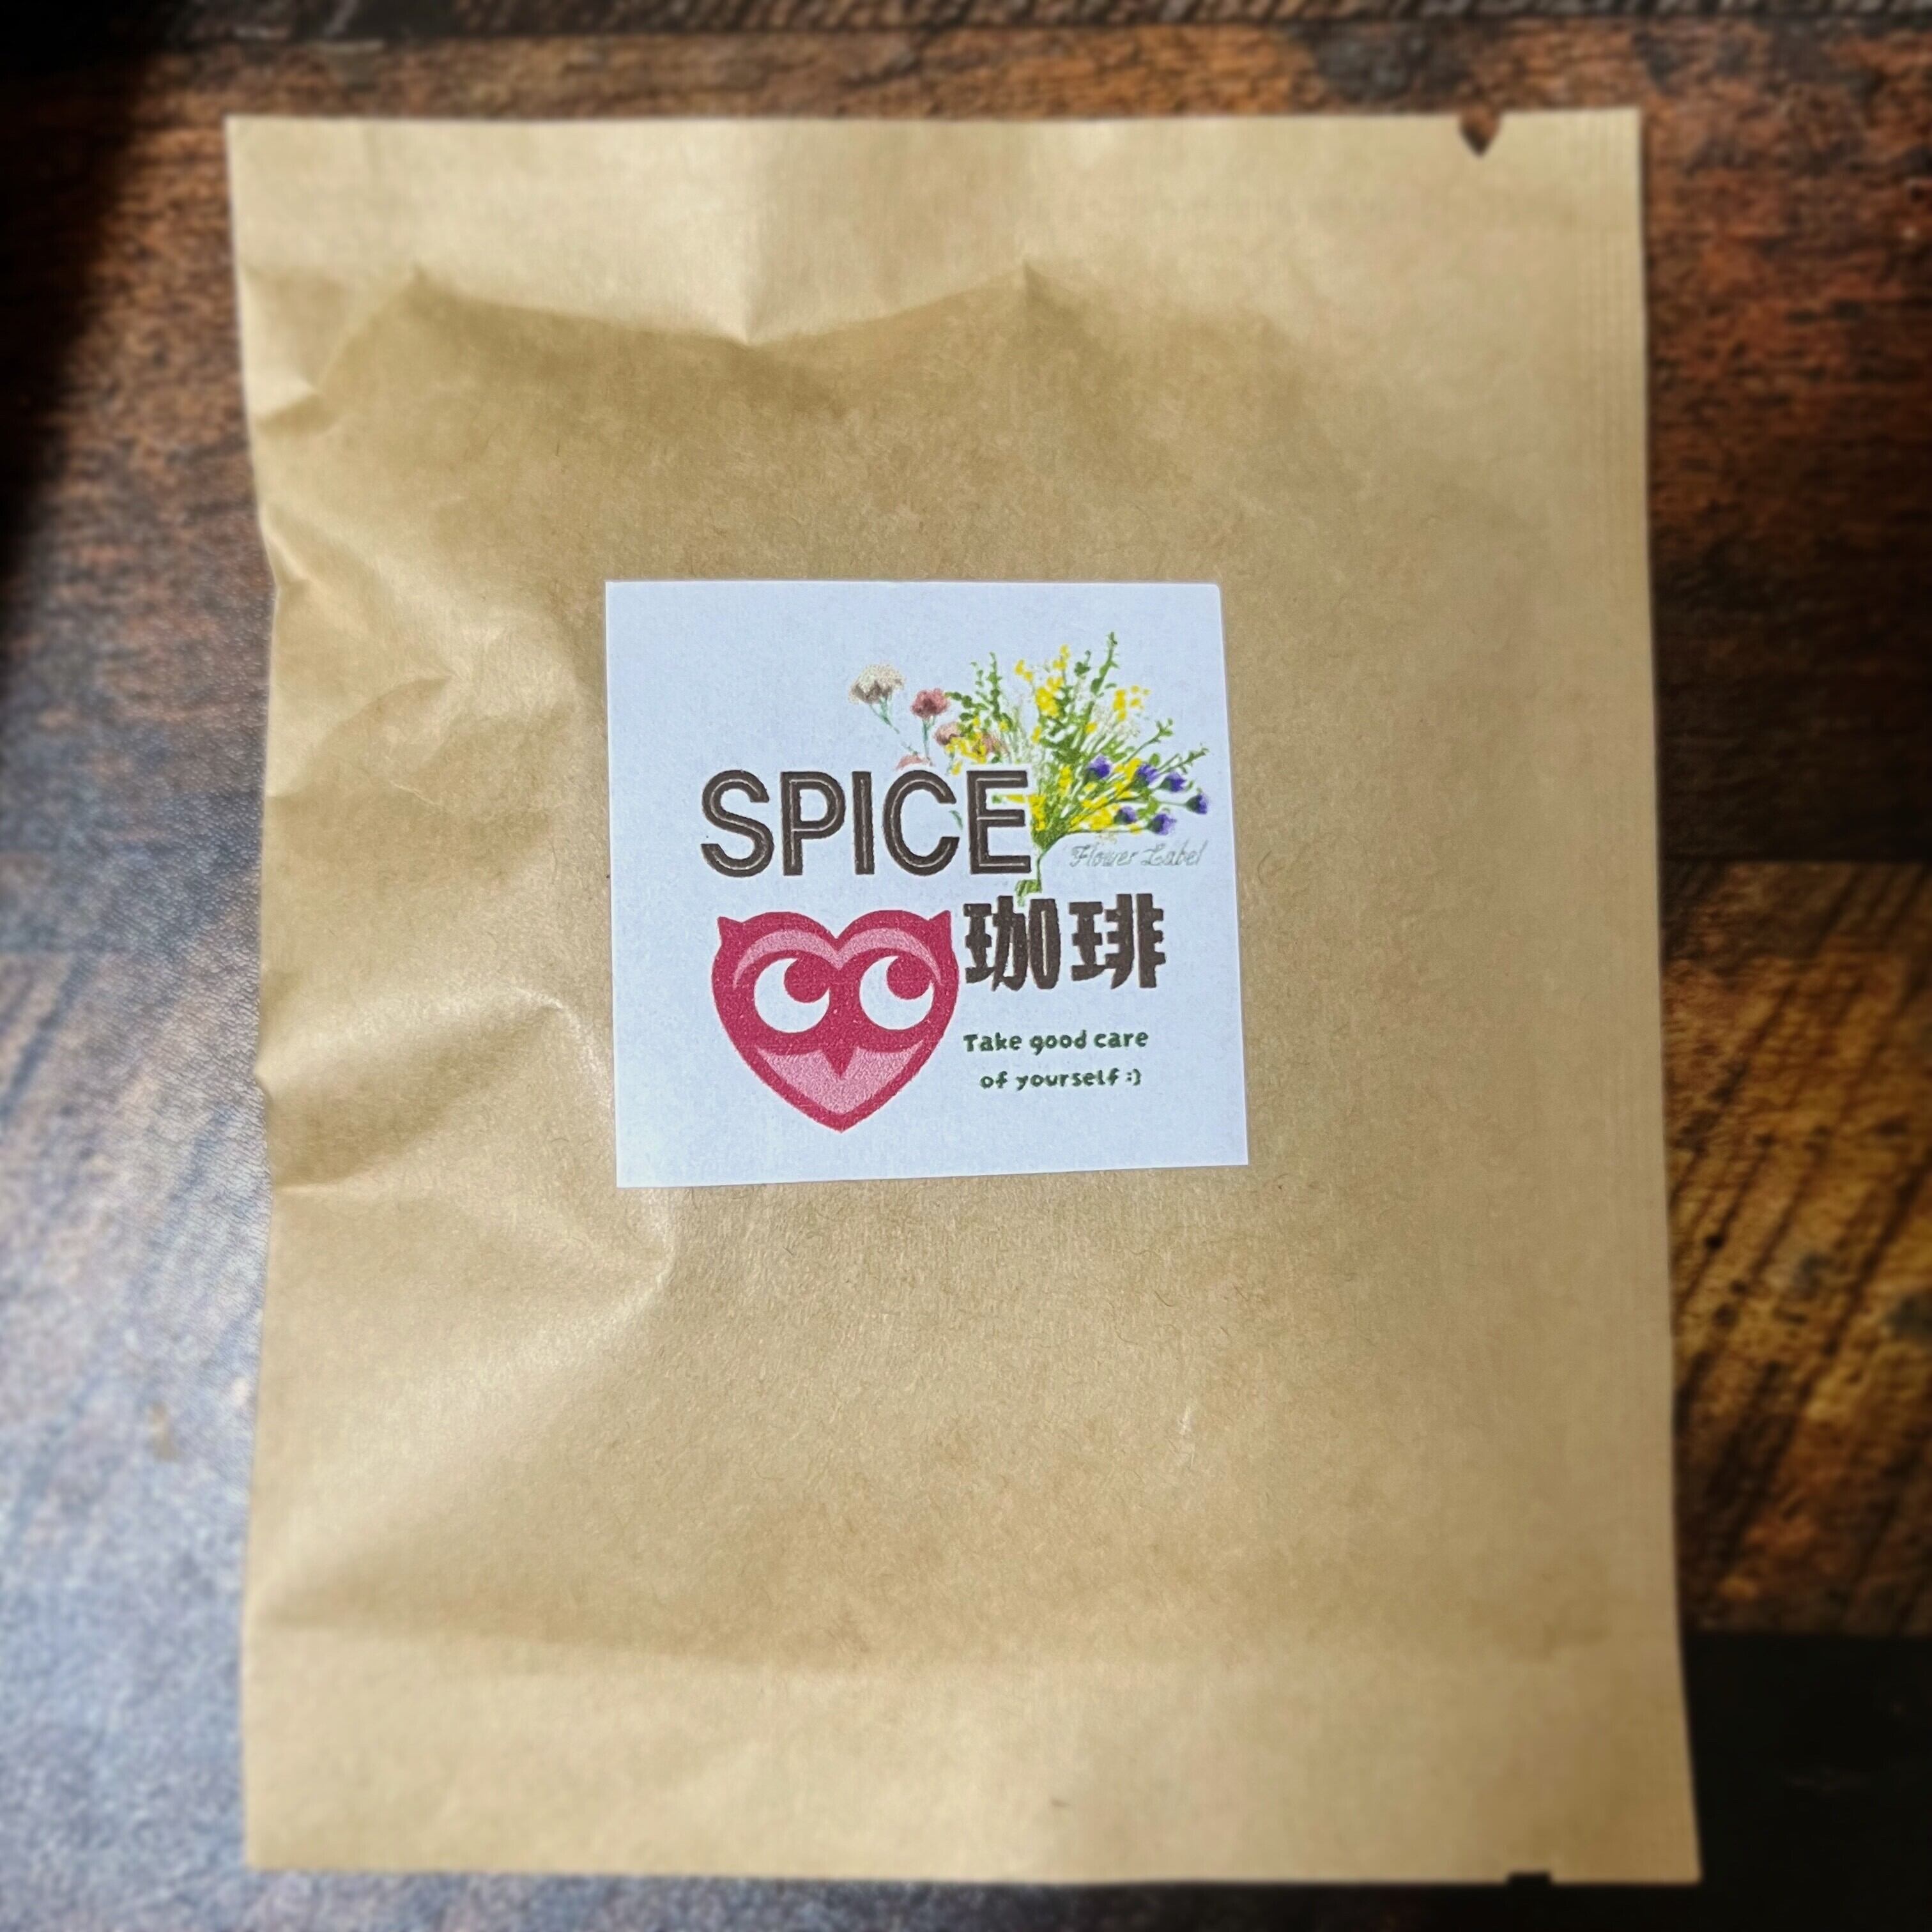 SPICE
Flower Label
珈琲
Take good care
of yourself :)